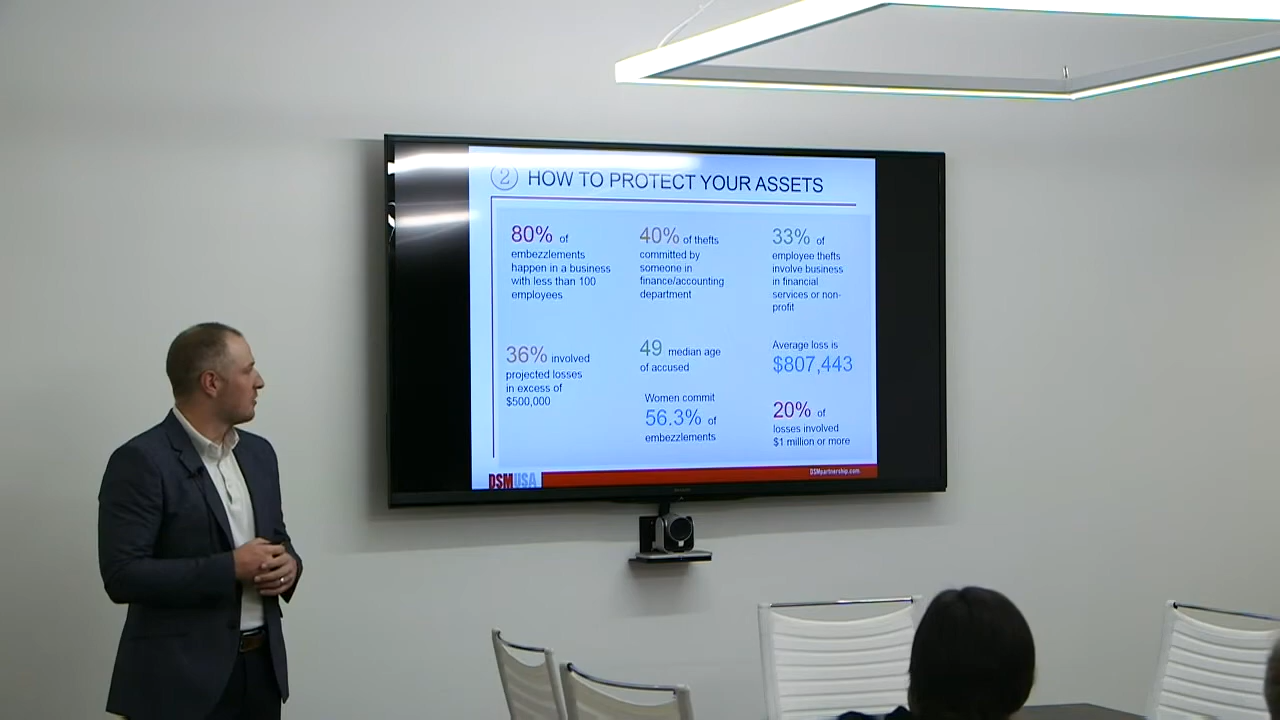 2 HOW TO PROTECT YOUR ASSETS
80% of
embezzlements
happen in a business
with less than 100
employees
40% of thefts
committed by
someone in
finance/accounting
department
33% of
employee thefts
involve business
in financial
services or non-
profit
36% involved
projected losses
in excess of
$500,000
49 median age
of accused
Women commit
56.3% of
embezzlements
Average loss is
$807,443
20% of
losses involved
$1 million or more
DSMUSA
DSMpartnership.com